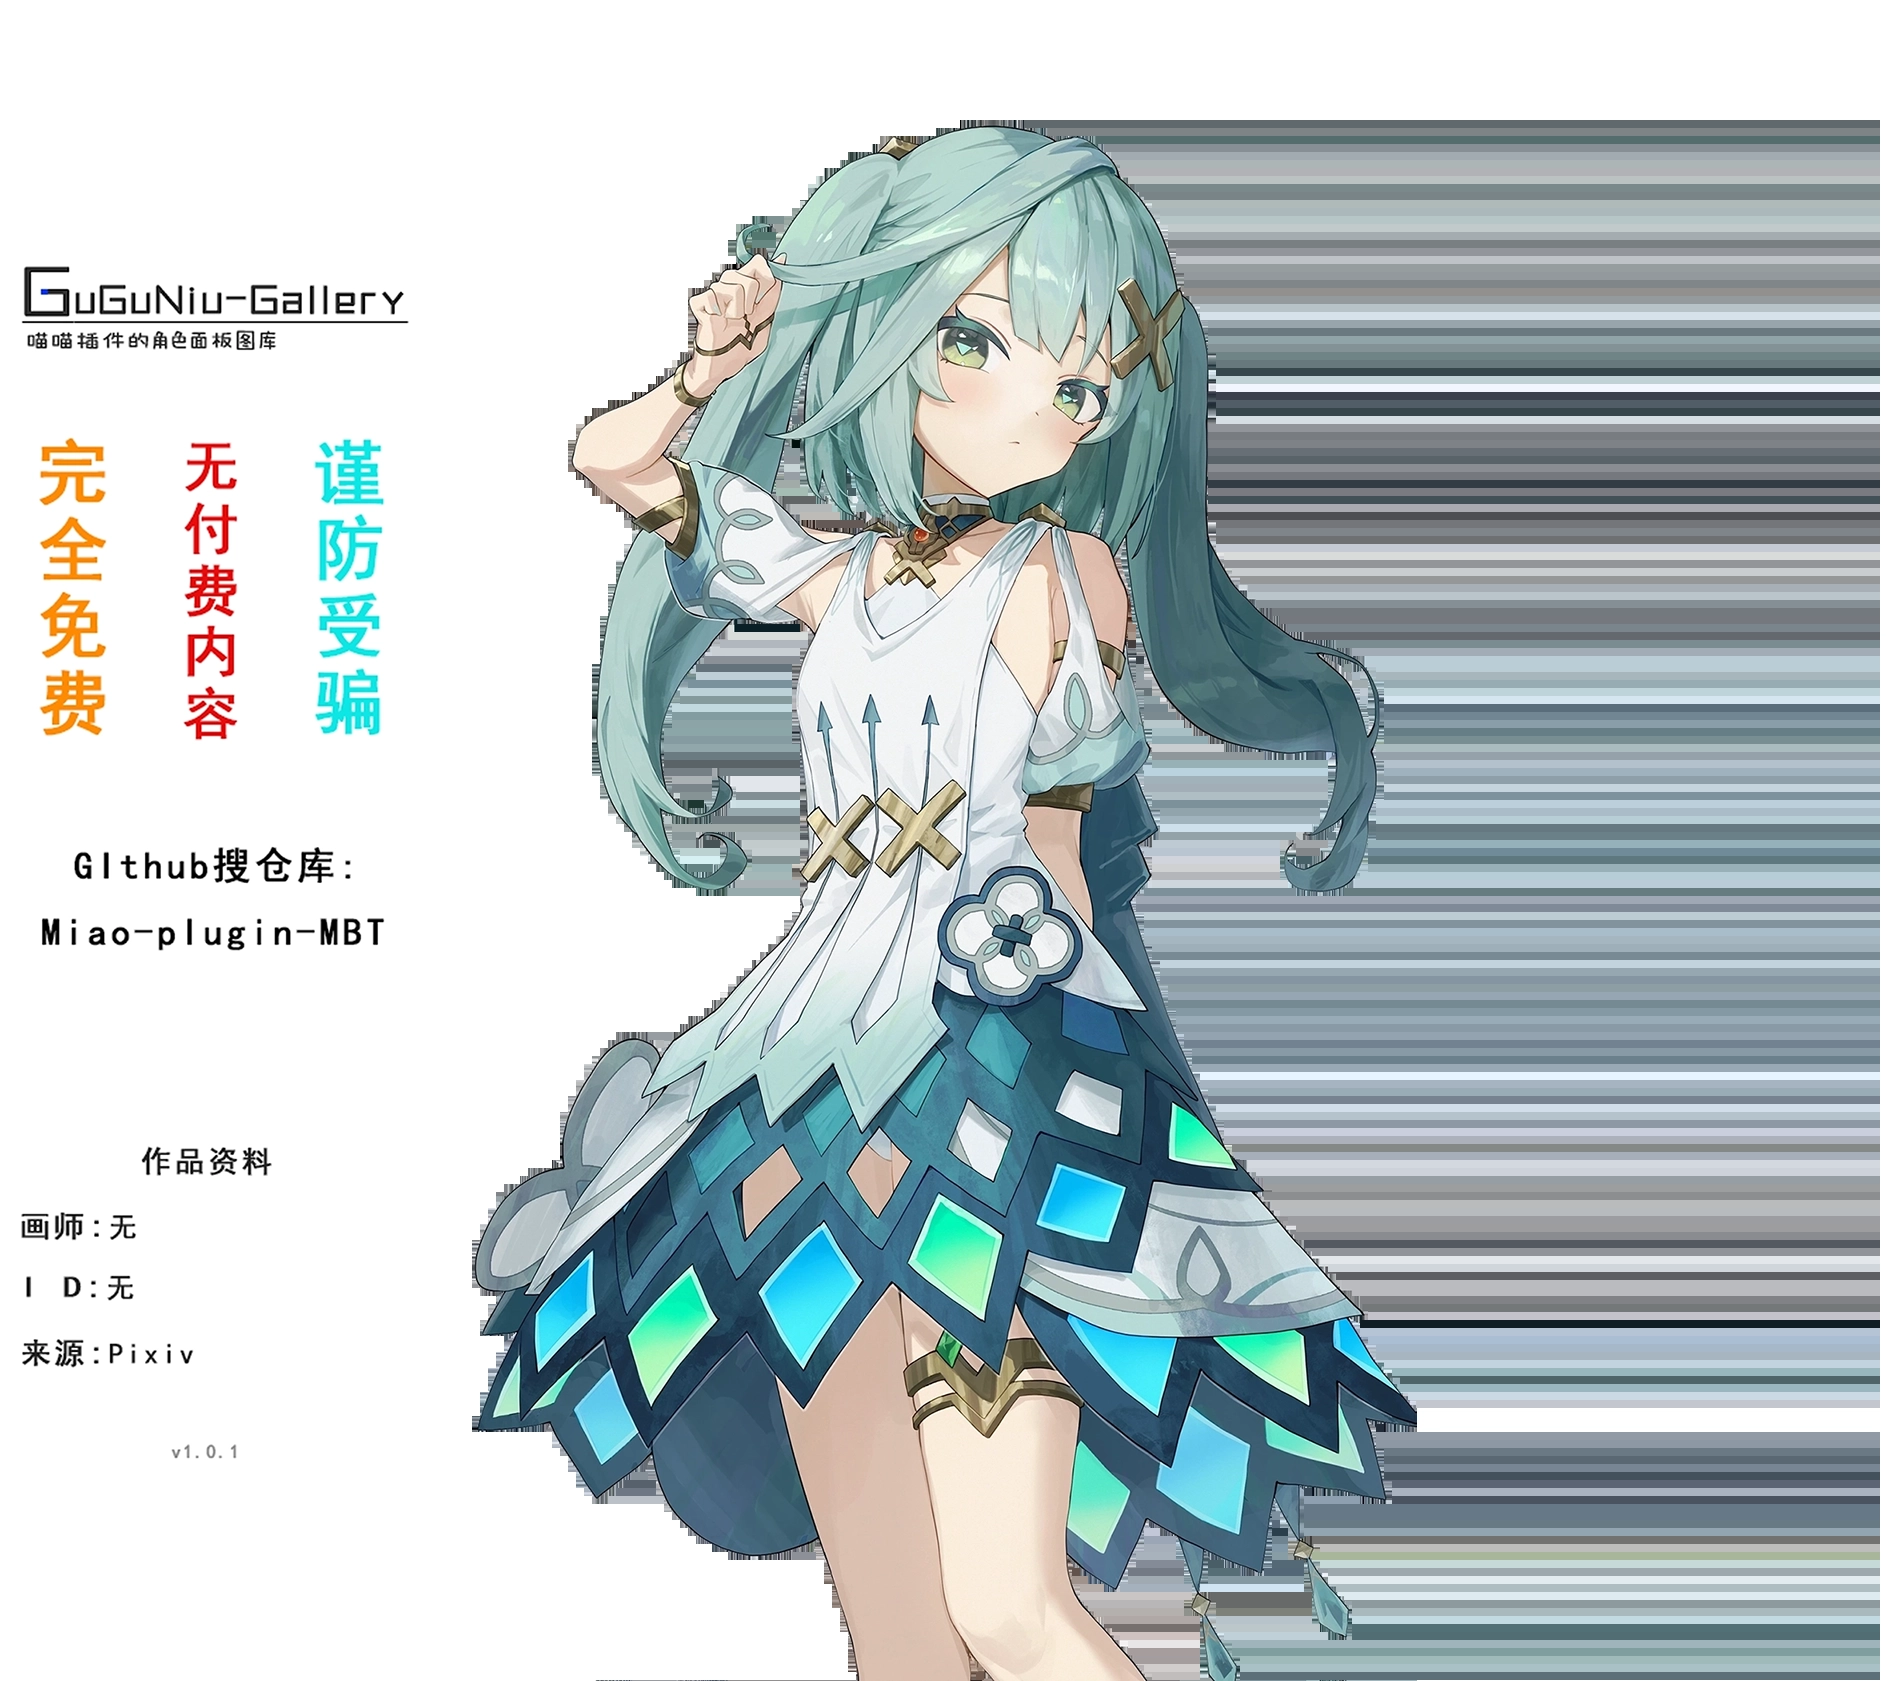 GuGuNiu-Gallery
喵喵插件的角色面板图库
完全免费
无付费内容
谨防受骗
GIthub搜仓库:
Miao-plugin-MBT
作品资料
画师:无
I D:无
来源:Pixiv
v1.0.1